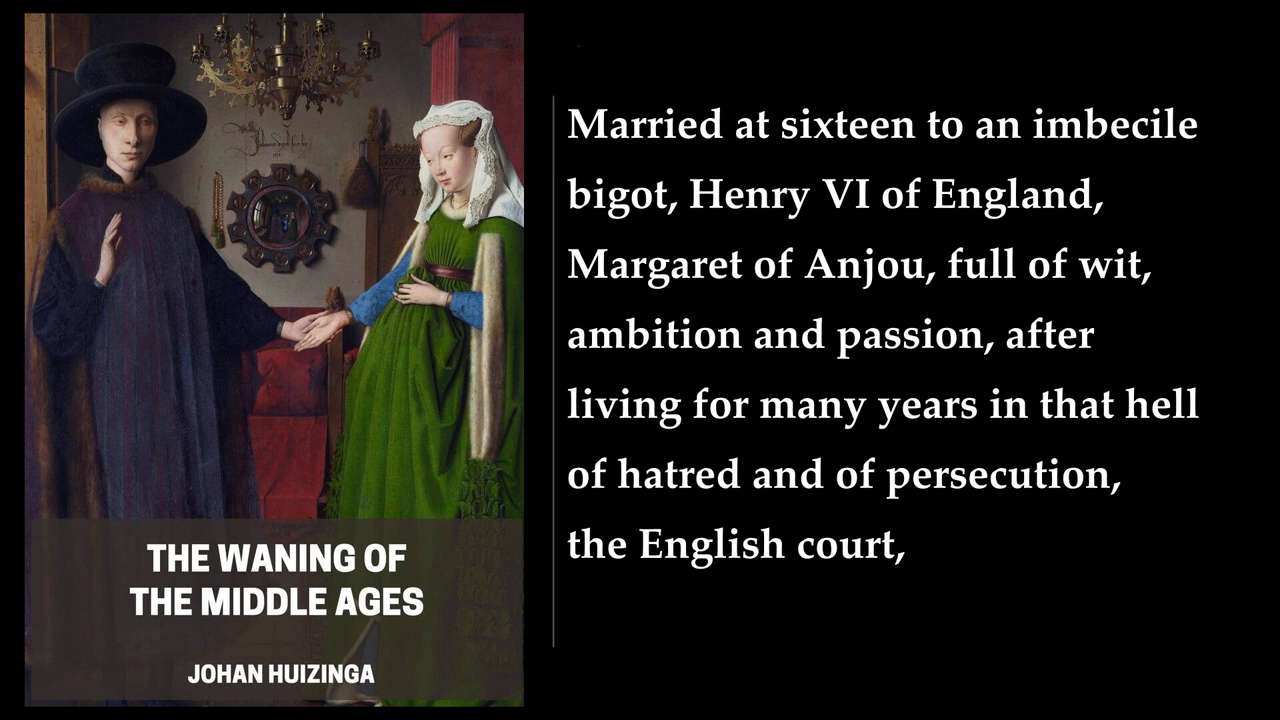 THE WANING OF
THE MIDDLE AGES
JOHAN HUIZINGA
Married at sixteen to an imbecile
bigot, Henry VI of England,
Margaret of Anjou, full of wit,
ambition and passion, after
living for many years in that hell
of hatred and of persecution,
the English court,